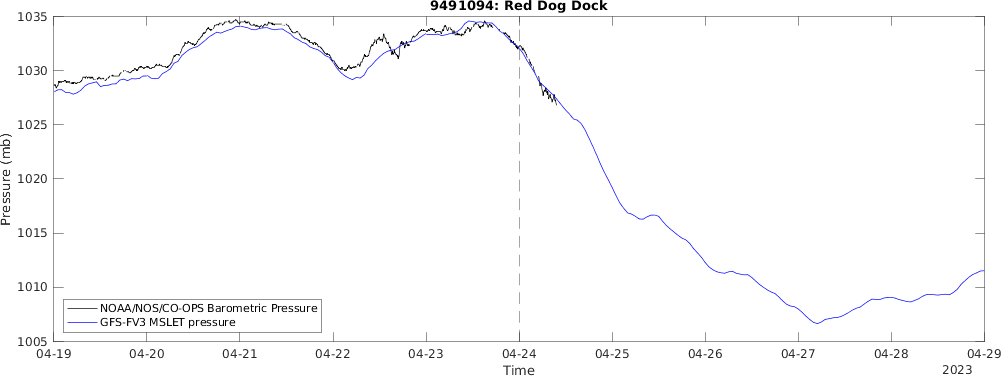 9491094: Red Dog Dock
1035
1030
1025
1020
1015
1010
1005
Pressure (mb)
NOAA/NOS/CO-OPS Barometric Pressure
GFS-FV3 MSLET pressure
04-19 04-20 04-21 04-22 04-23 04-24 04-25 04-26 04-27 04-28 04-29
Time
2023